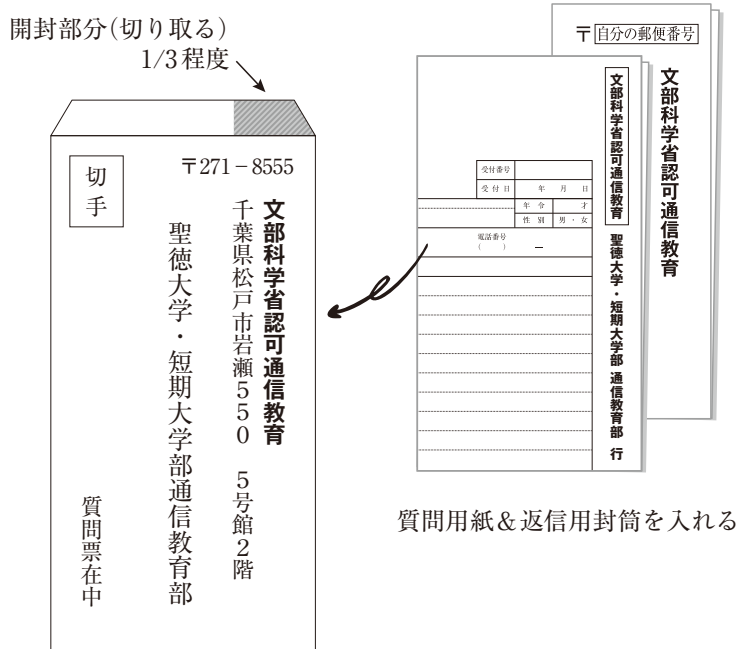 開封部分(切り取る)
1/3程度
切手
〒271－8555
文部科学省認可通信教育
千葉県松戸市岩瀬550 5号館2階
聖徳大学・短期大学部通信教育部
質問票在中
〒自分の郵便番号
文部科学省認可通信教育
文部科学省認可通信教育 聖徳大学・短期大学部 通信教育部 行
受付番号
受付日 年 月 日
年令 才
性別 男・女
電話番号
( ) ―
質問用紙＆返信用封筒を入れる